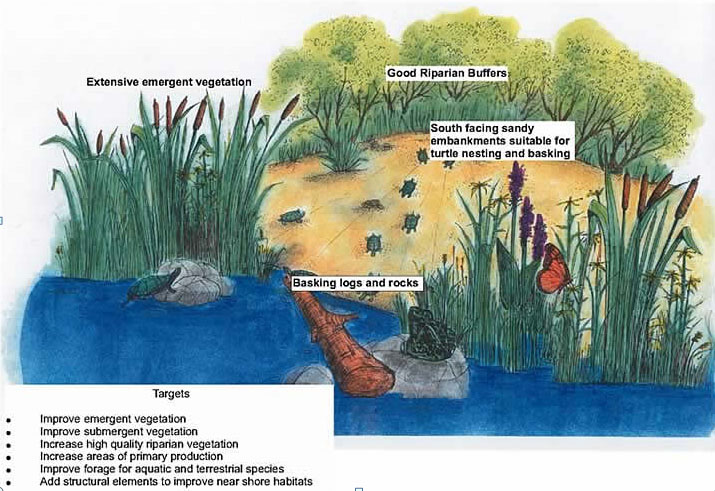 Good Riparian Buffers
Extensive emergent vegetation
South facing sandy
embankments suitable for
turtle nesting and basking
Basking logs and rocks
Targets
• Improve emergent vegetation
• Improve submergent vegetation
• Increase high quality riparian vegetation
• Increase areas of primary production
• Improve forage for aquatic and terrestrial species
• Add structural elements to improve near shore habitats